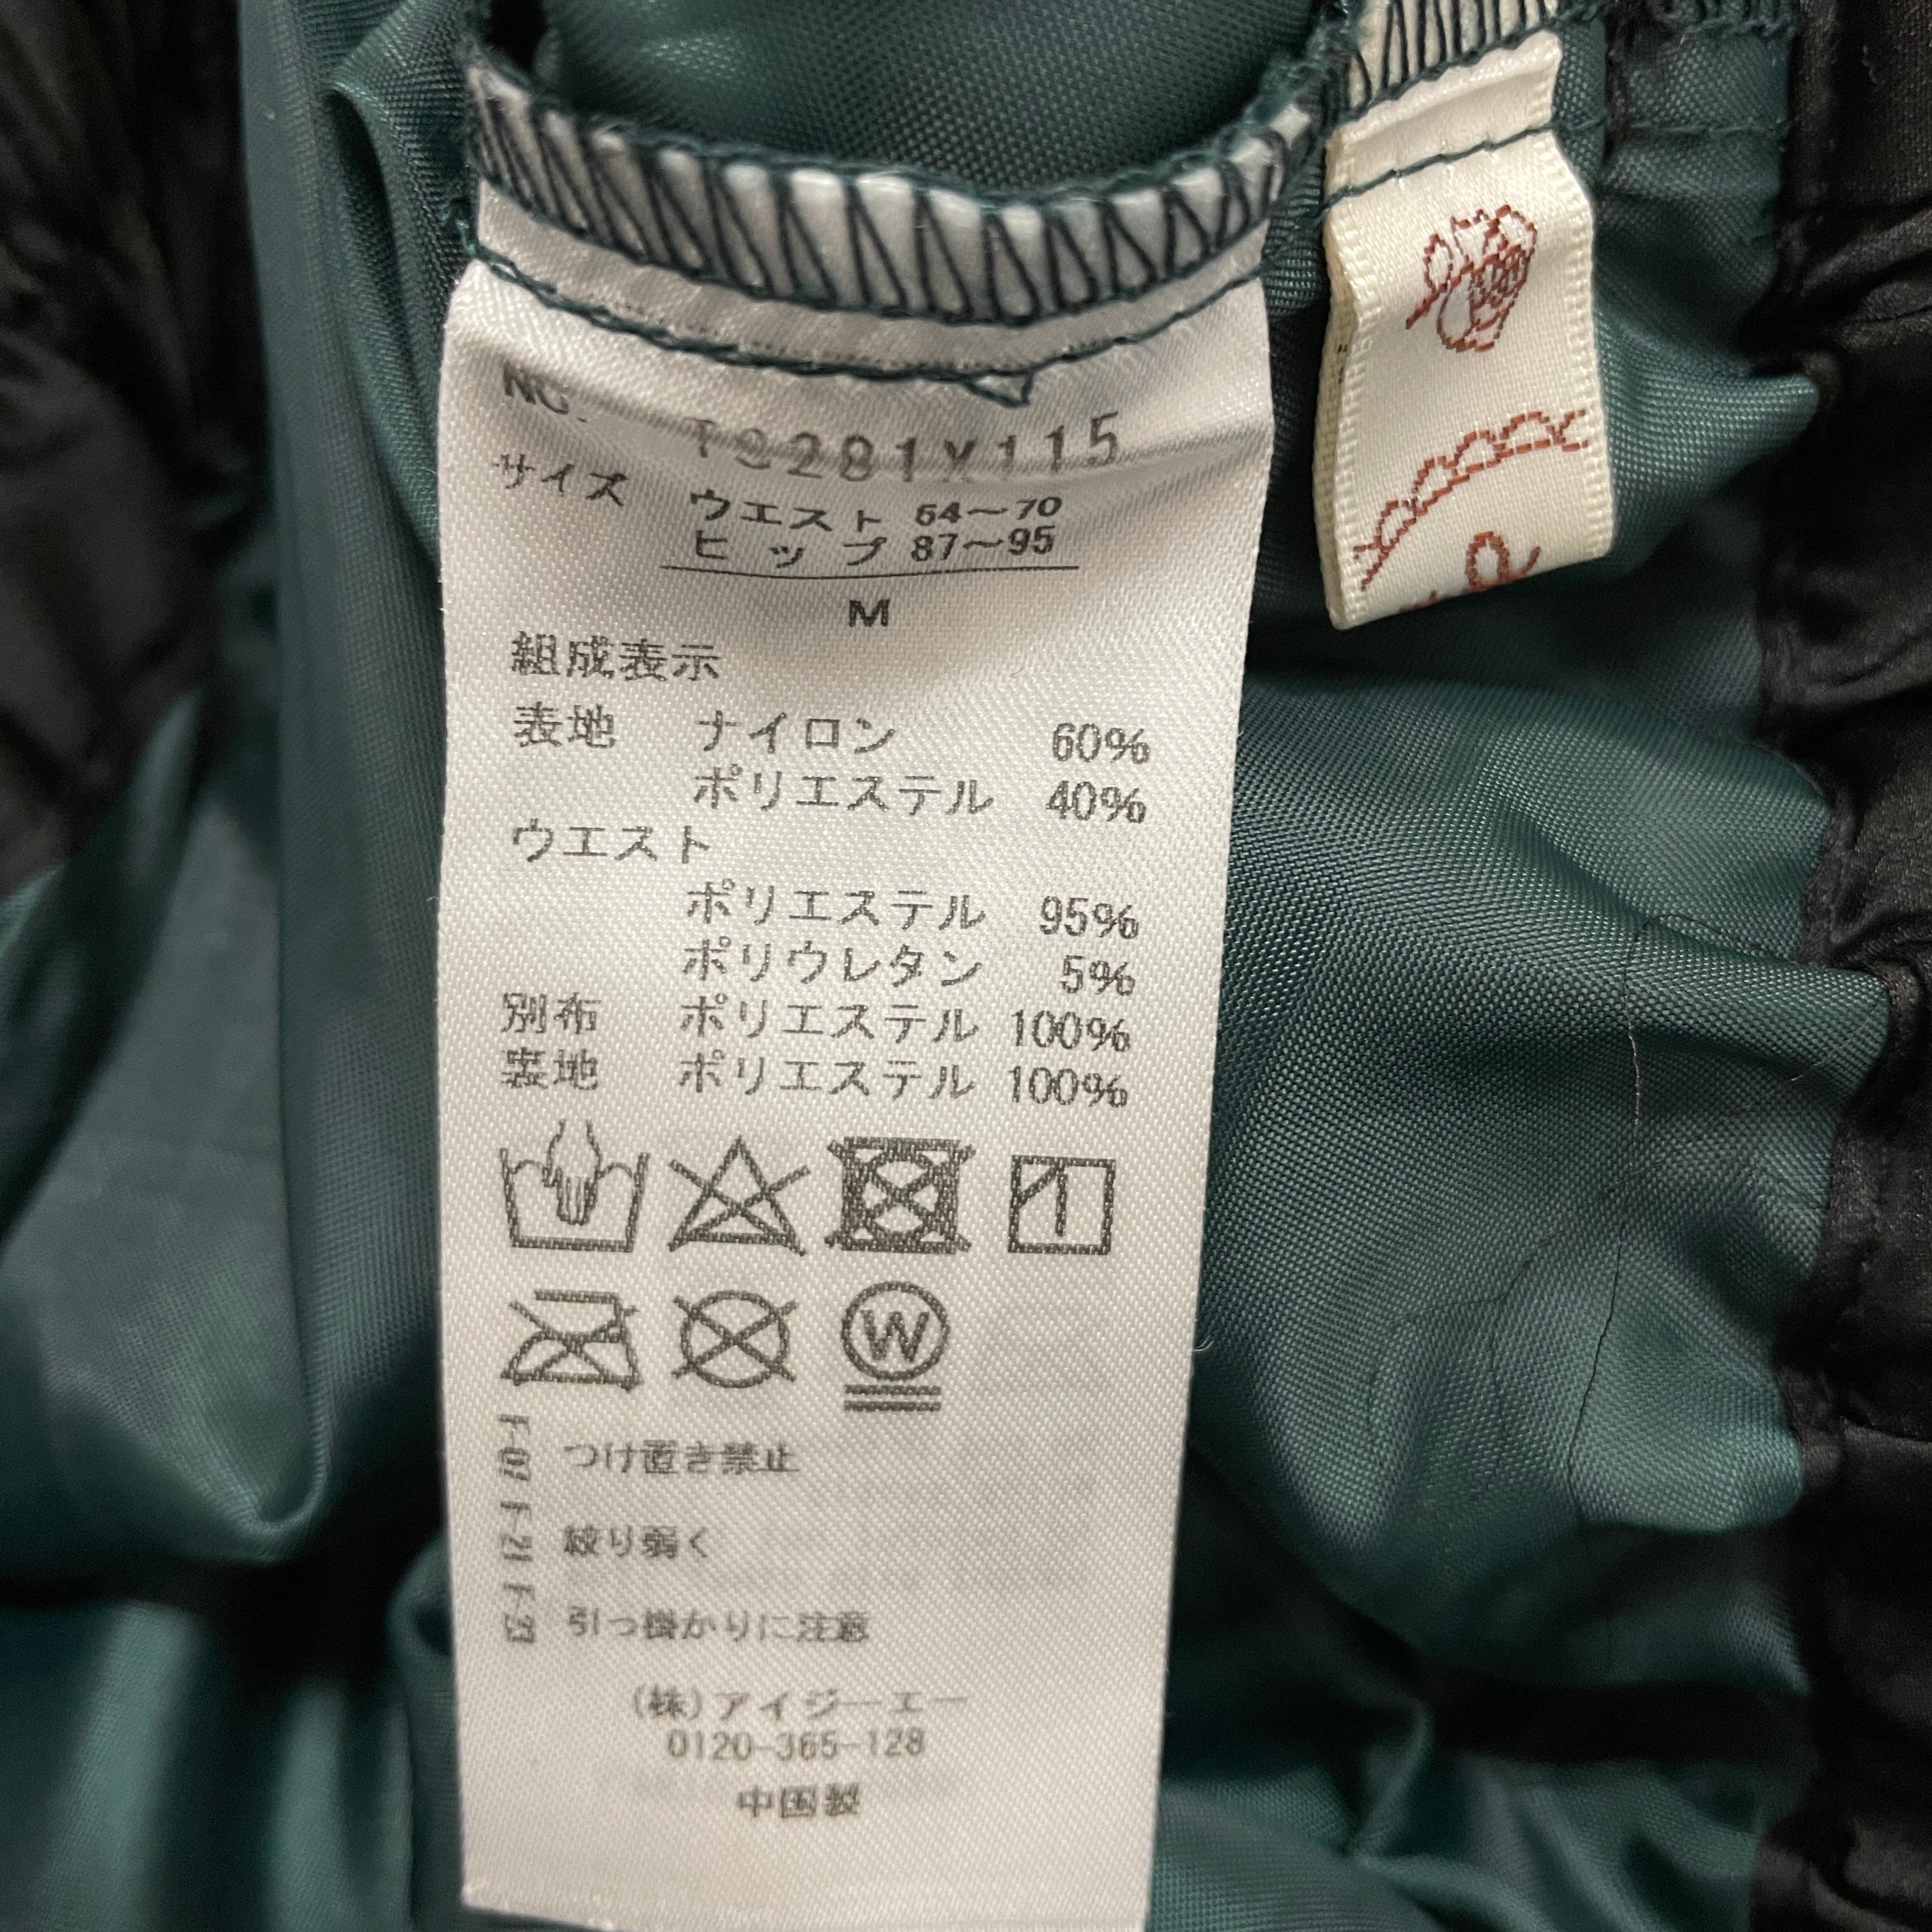 NO. T8281X115
サイズ ウエスト 64～70
ヒップ 87～95
M
組成表示
表地 ナイロン 60%
ポリエステル 40%
ウエスト
ポリエステル 95%
ポリウレタン 5%
別布 ポリエステル 100%
裏地 ポリエステル 100%
W
F-07 つけ置き禁止
F-21 絞り弱く
F-23 引っ掛かりに注意
(株)アイジーエー
0120-365-128
中国製